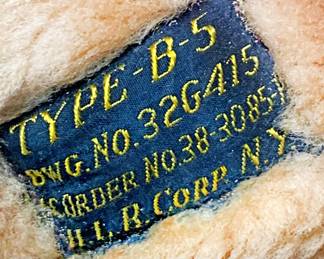 TYPE-B-5
DWG.NO.32G415
ORDER NO.38-3085-P
H.L.R.CORP. N.Y